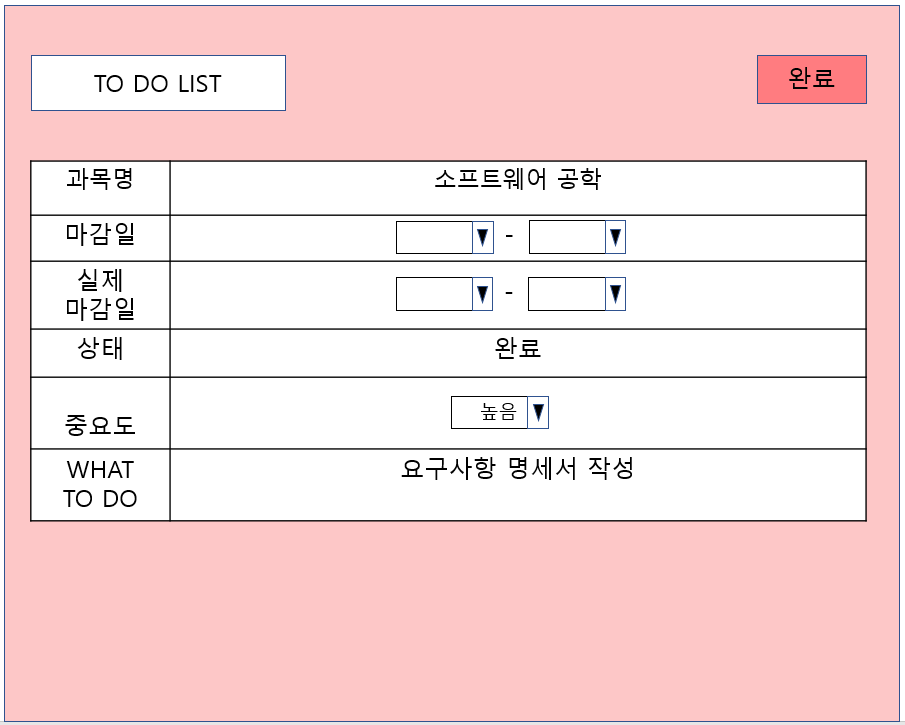 TO DO LIST
완료
과목명 소프트웨어 공학
마감일 -
실제
마감일 -
상태 완료
중요도 높음
WHAT
TO DO
요구사항 명세서 작성